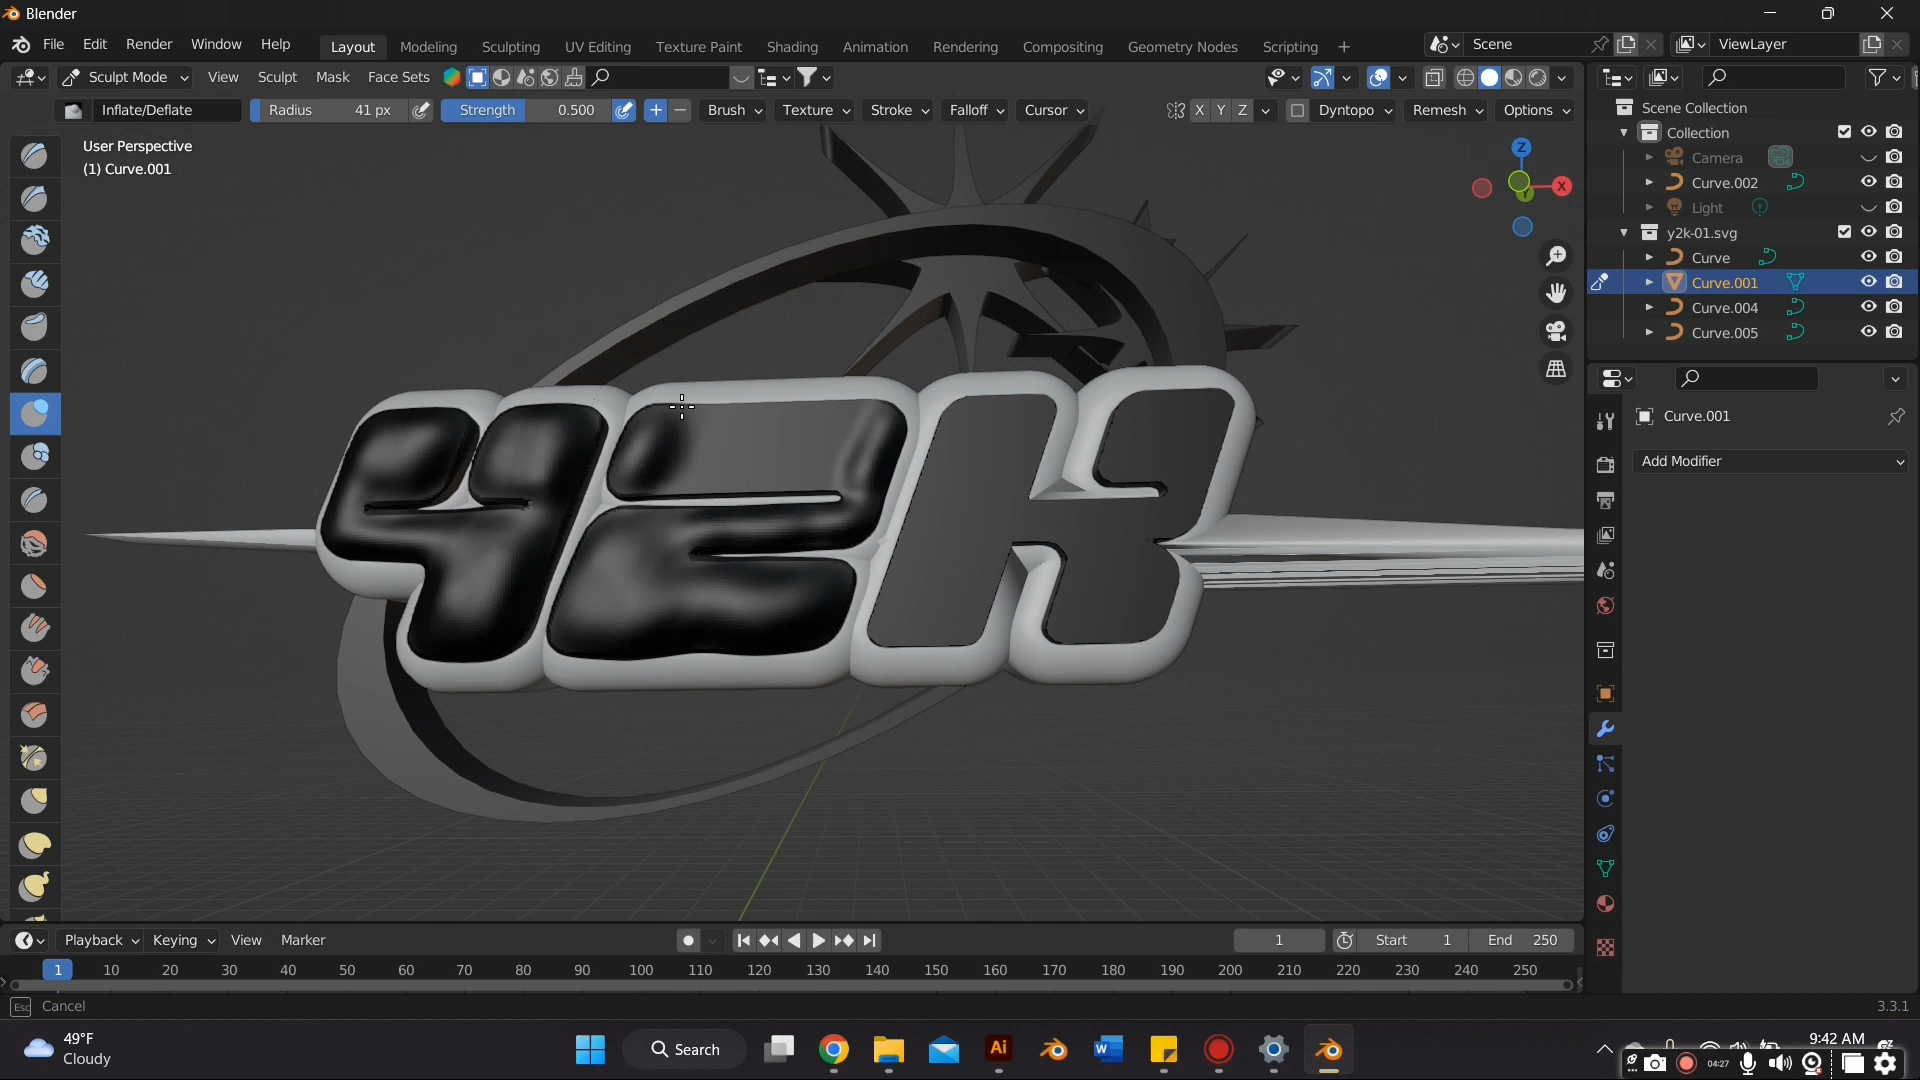 Blender
File Edit Render Window Help
Layout Modeling Sculpting UV Editing Texture Paint Shading Animation Rendering Compositing Geometry Nodes Scripting +
Scene
ViewLayer
Sculpt Mode View Sculpt Mask Face Sets
Inflate/Deflate Radius 41 px Strength 0.500 + − Brush Texture Stroke Falloff Cursor
X Y Z Dyntopo Remesh Options
User Perspective
(1) Curve.001
Z
X
Y2K
Scene Collection
Collection
Camera
Curve.002
Light
y2k-01.svg
Curve
Curve.001
Curve.004
Curve.005
Curve.001
Add Modifier
Playback Keying View Marker
1 Start 1 End 250
1 10 20 30 40 50 60 70 80 90 100 110 120 130 140 150 160 170 180 190 200 210 220 230 240 250
Esc Cancel
3.3.1
49°F
Cloudy
Search
Ai
W
9:42 AM
04:27